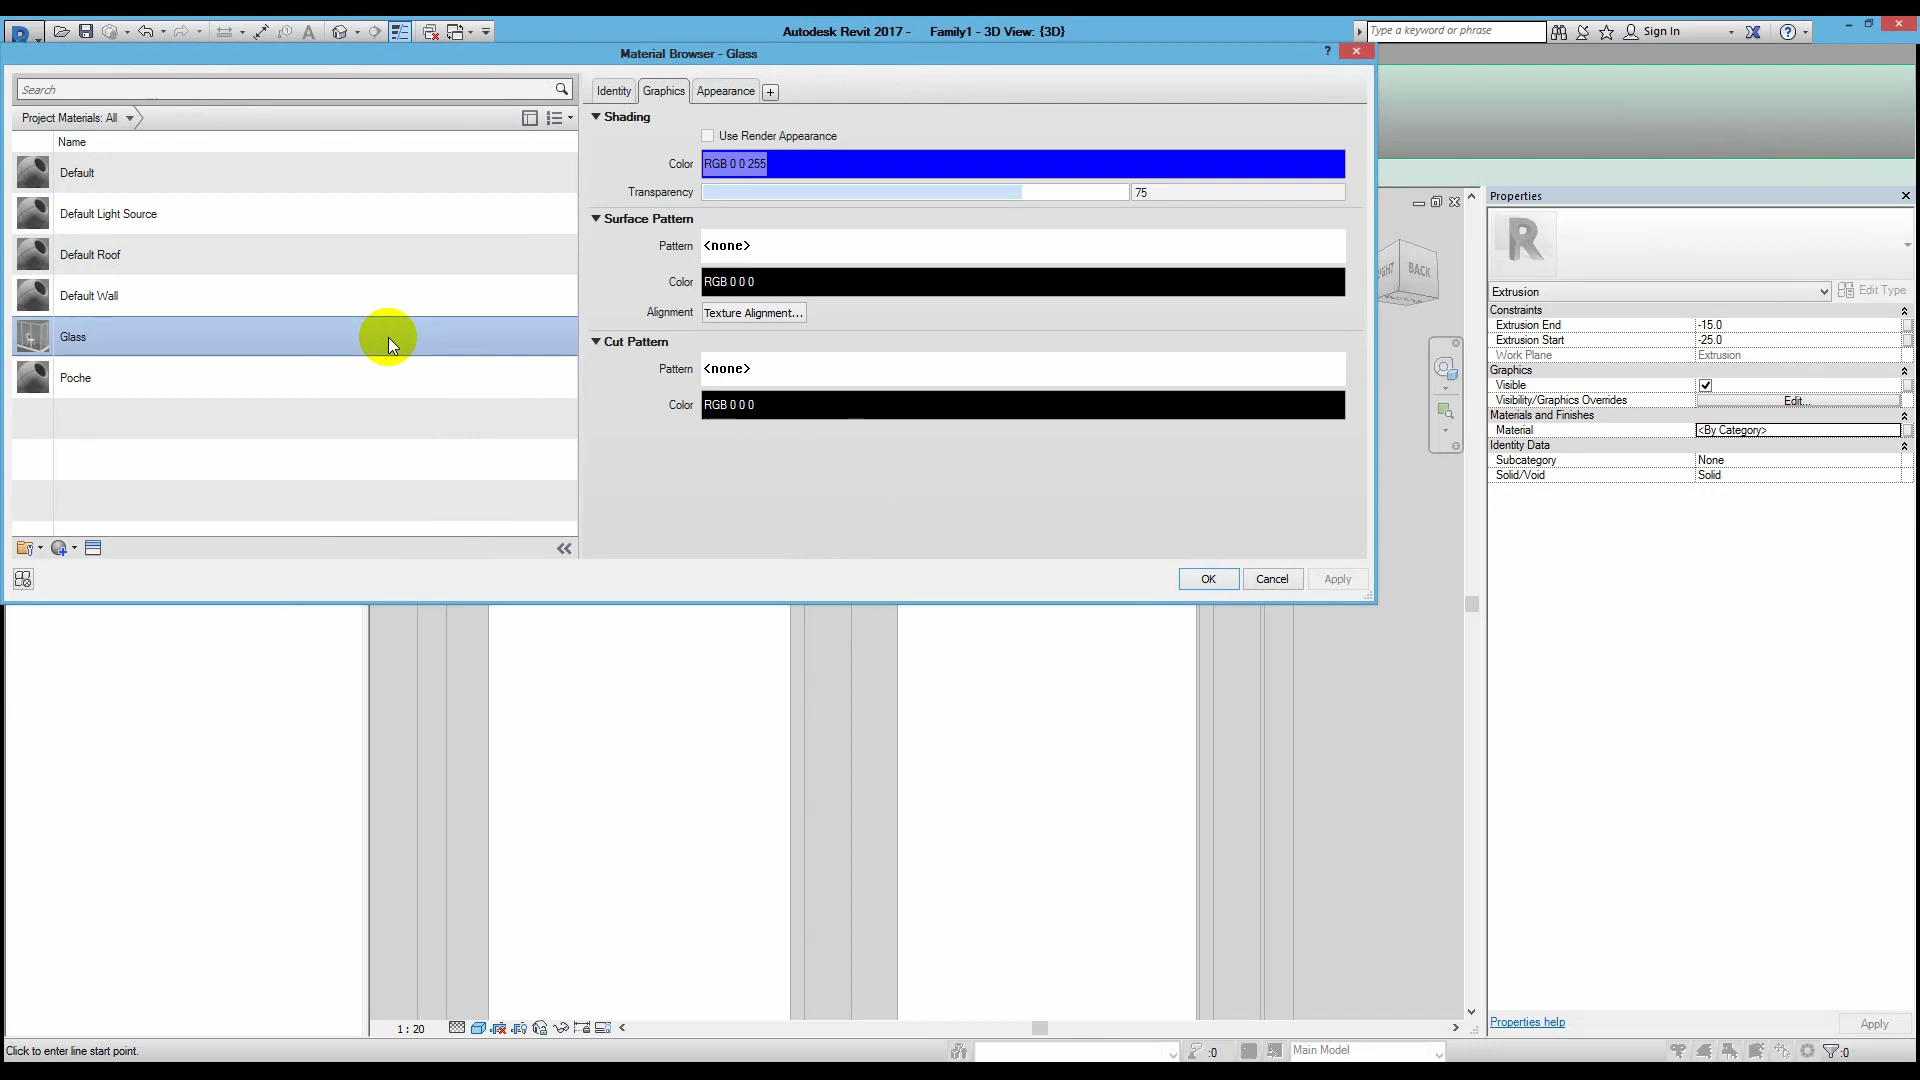 Autodesk Revit 2017 - Family1 - 3D View: {3D}
Type a keyword or phrase
Sign In
Material Browser - Glass
Search
Project Materials: All
Name
Default
Default Light Source
Default Roof
Default Wall
Glass
Poche
Identity
Graphics
Appearance
Shading
Use Render Appearance
Color RGB 0 0 255
Transparency 75
Surface Pattern
Pattern <none>
Color RGB 0 0 0
Alignment Texture Alignment...
Cut Pattern
Pattern <none>
Color RGB 0 0 0
OK Cancel Apply
BACK
Properties
Extrusion
Edit Type
Constraints
Extrusion End -15.0
Extrusion Start -25.0
Work Plane Extrusion
Graphics
Visible
Visibility/Graphics Overrides Edit...
Materials and Finishes
Material <By Category>
Identity Data
Subcategory None
Solid/Void Solid
Properties help
Apply
1 : 20
Click to enter line start point.
:0
Main Model
:0